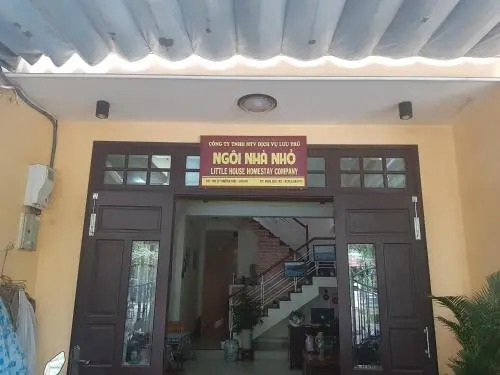 CÔNG TY TNHH MTV DỊCH VỤ LƯU TRÚ
NGÔI NHÀ NHỎ
LITTLE HOUSE HOMESTAY COMPANY